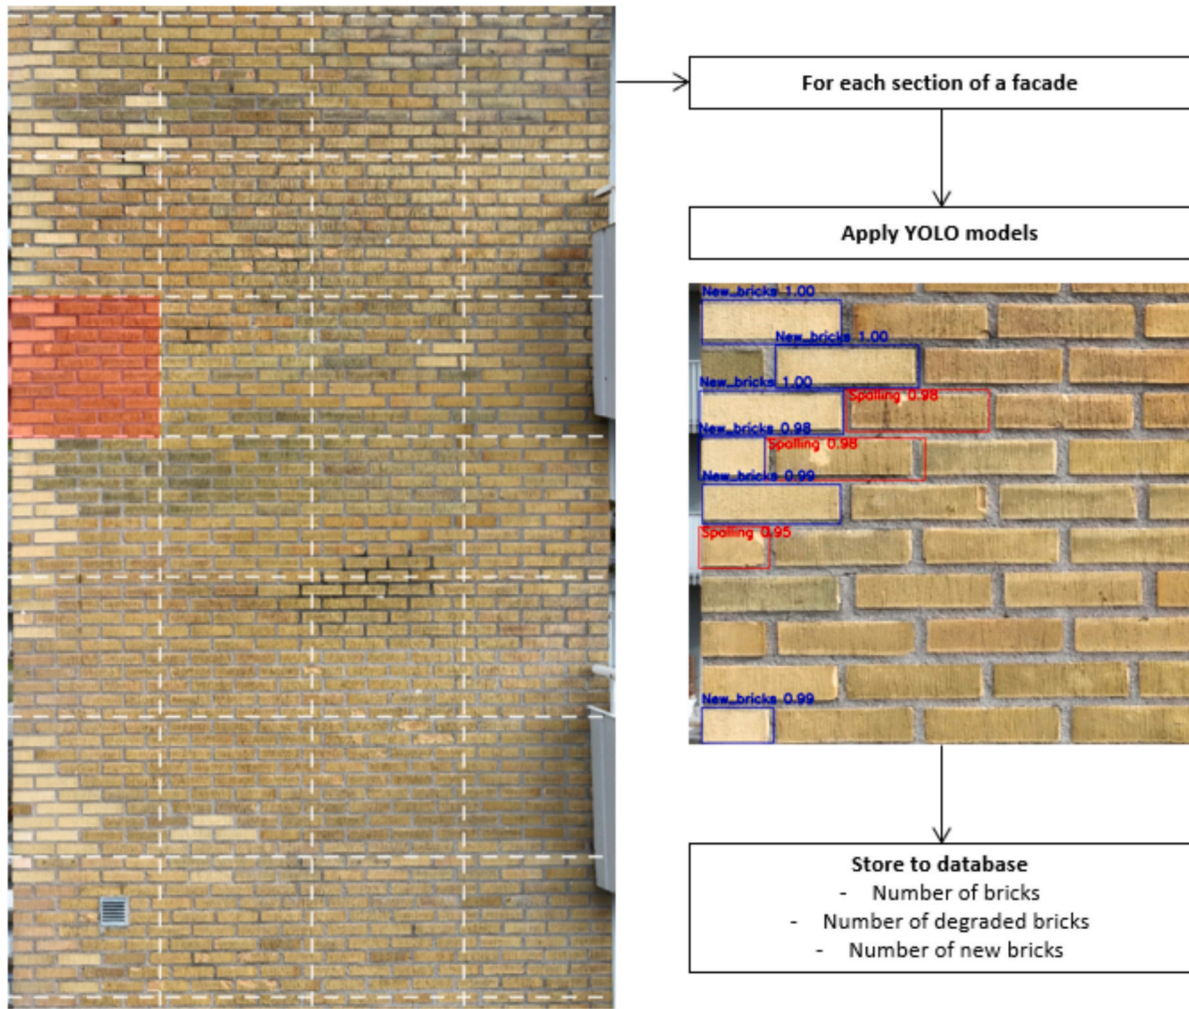 For each section of a facade
Apply YOLO models
New_bricks 1.00
New_bricks 1.00
New_bricks 1.00
Spalling 0.98
New_bricks 0.98
Spalling 0.98
New_bricks 0.99
Spalling 0.95
New_bricks 0.99
Store to database
- Number of bricks
- Number of degraded bricks
- Number of new bricks